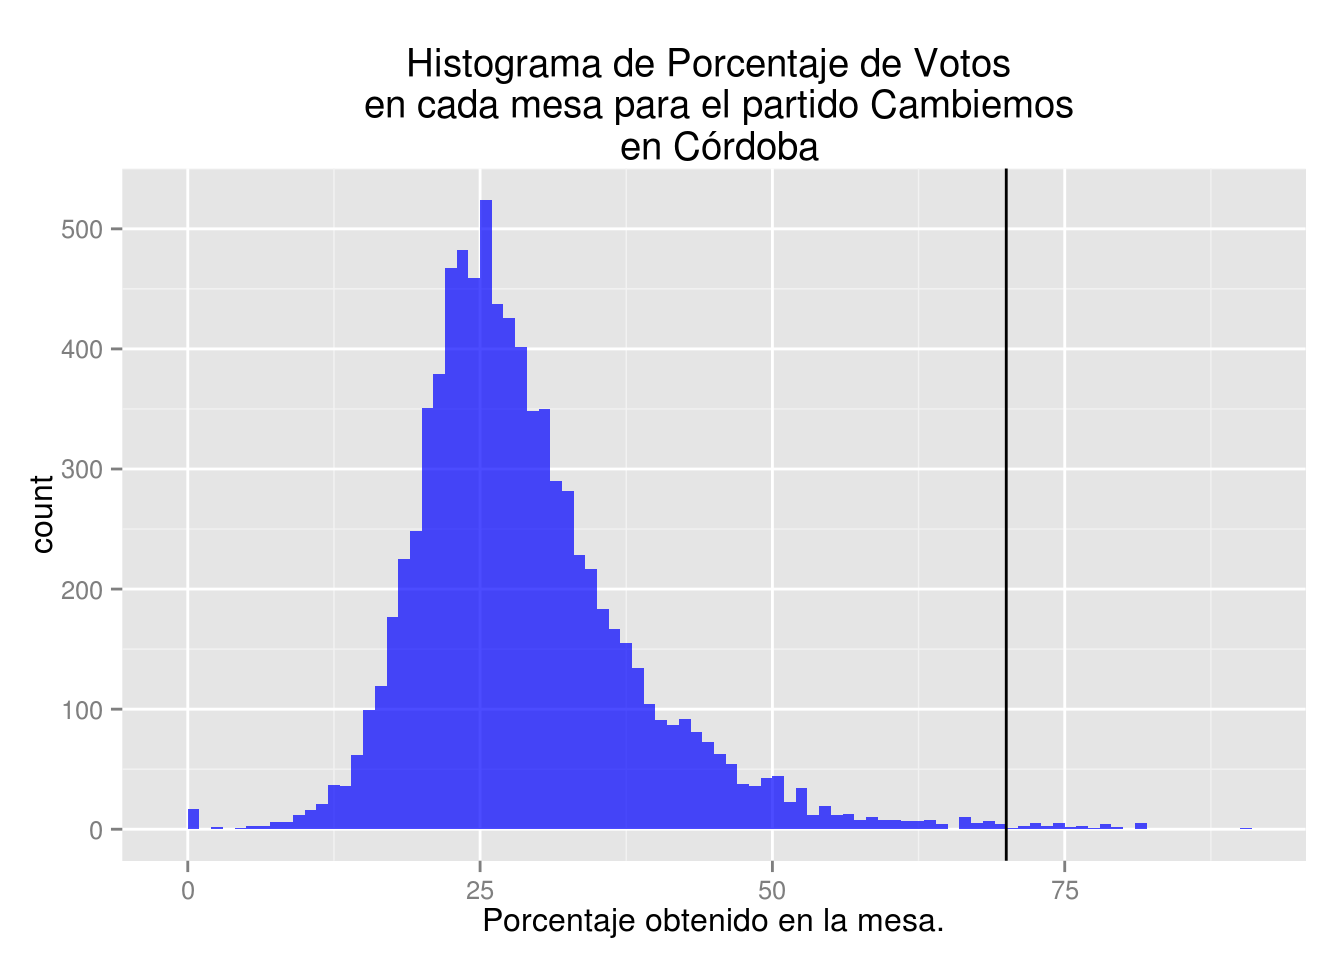 Histograma de Porcentaje de Votos
en cada mesa para el partido Cambiemos
en Córdoba
500
400
300
200
100
0
count
0 25 50 75
Porcentaje obtenido en la mesa.